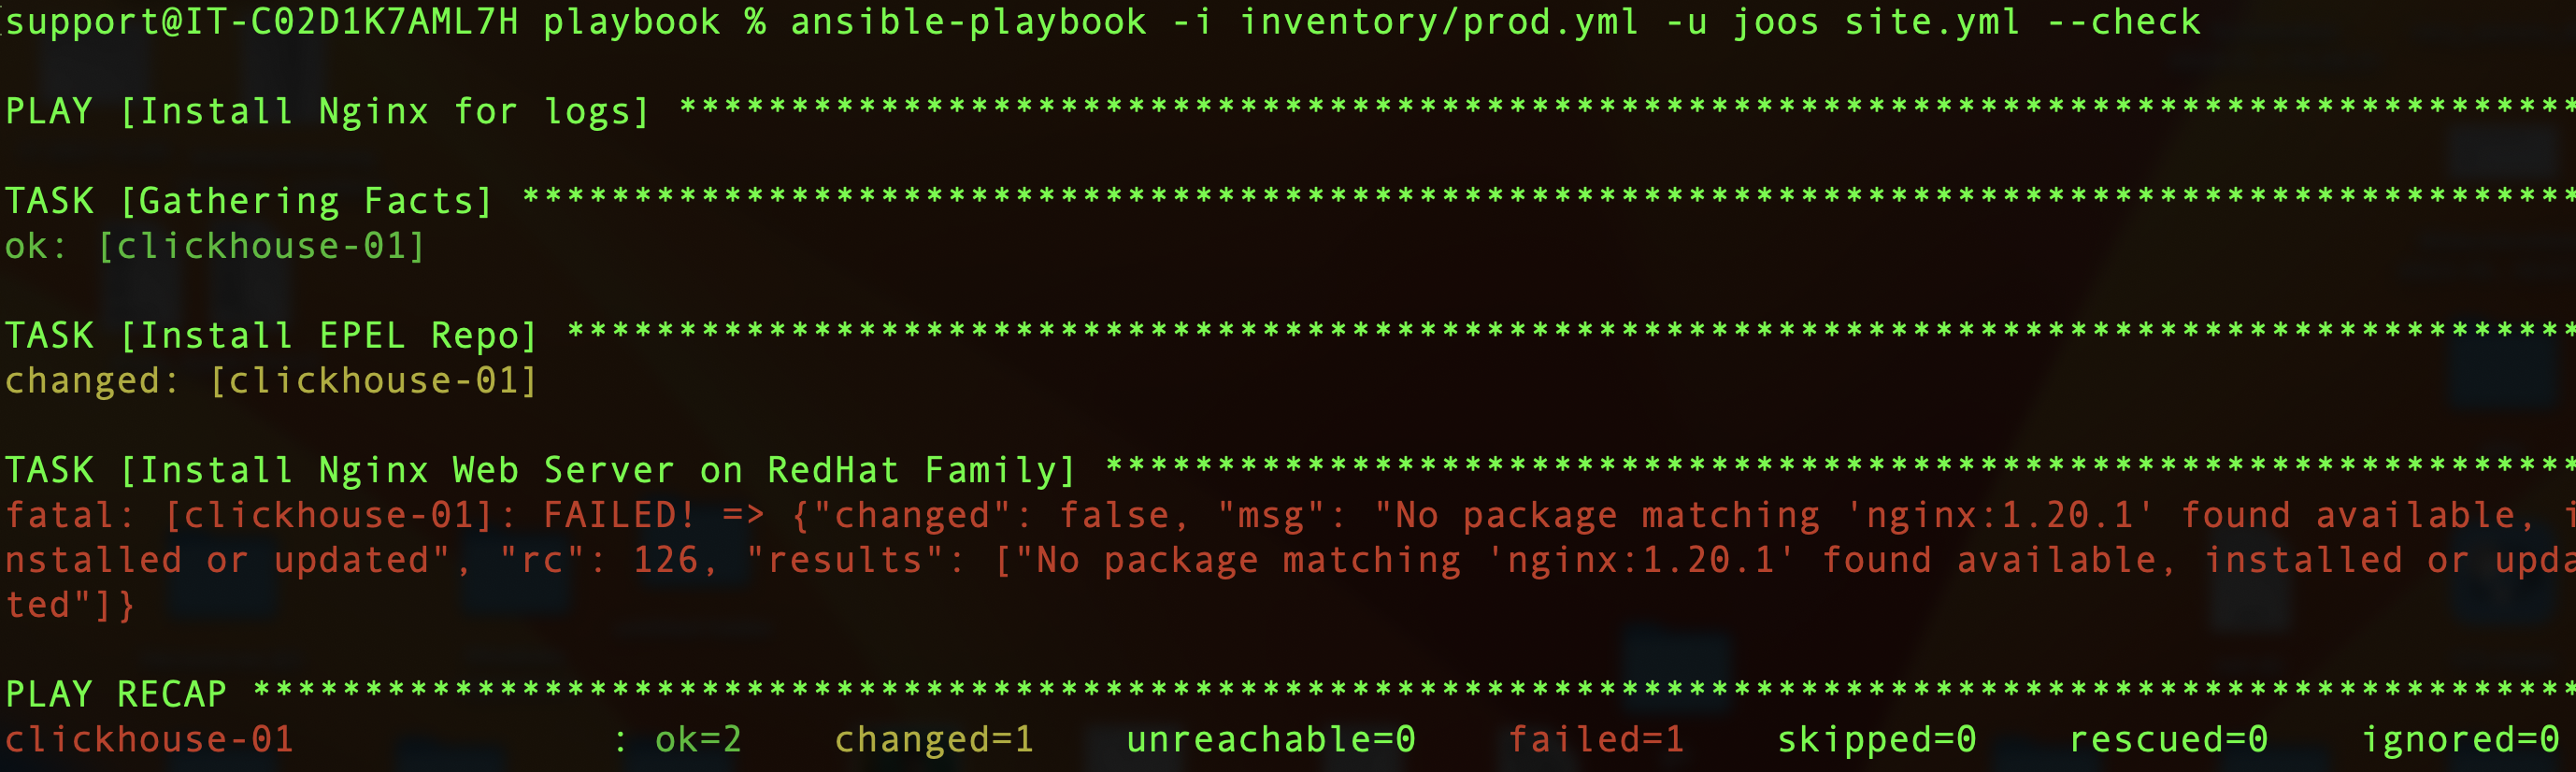 support@IT-C02D1K7AML7H playbook % ansible-playbook -i inventory/prod.yml -u joos site.yml --check
PLAY [Install Nginx for logs] *************************************************************************************
TASK [Gathering Facts] ********************************************************************************************
ok: [clickhouse-01]
TASK [Install EPEL Repo] ******************************************************************************************
changed: [clickhouse-01]
TASK [Install Nginx Web Server on RedHat Family] ******************************************************************
fatal: [clickhouse-01]: FAILED! => {"changed": false, "msg": "No package matching 'nginx:1.20.1' found available, i
nstalled or updated", "rc": 126, "results": ["No package matching 'nginx:1.20.1' found available, installed or upda
ted"]}
PLAY RECAP ********************************************************************************************************
clickhouse-01              : ok=2    changed=1    unreachable=0    failed=1    skipped=0    rescued=0    ignored=0